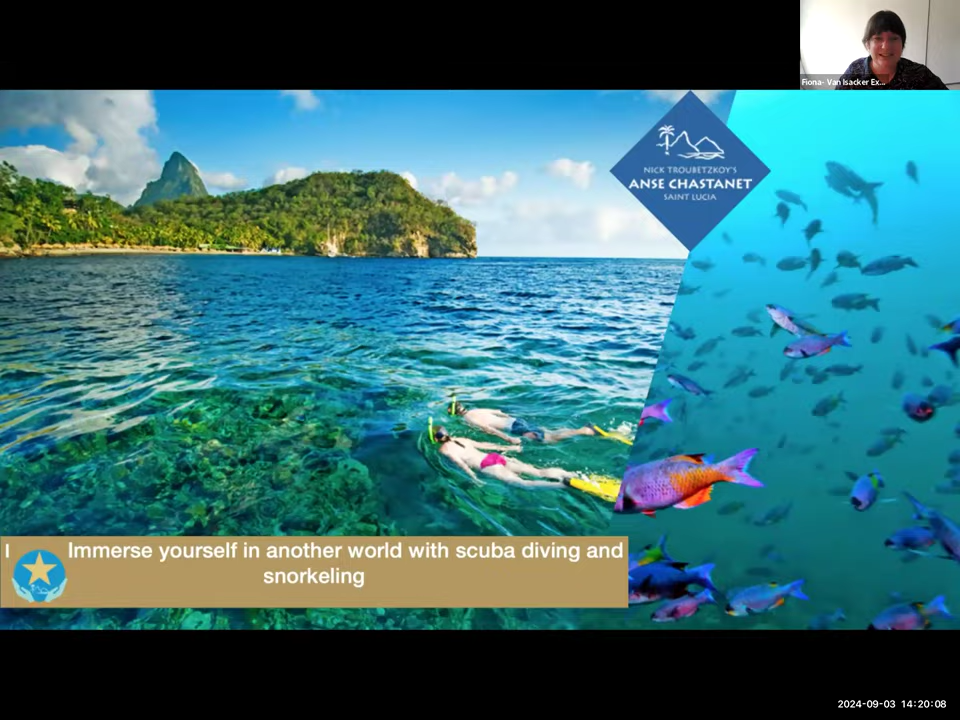 Fiona- Van Isacker Ex...
NICK TROUBETZKOY'S
ANSE CHASTANET
SAINT LUCIA
I
Immerse yourself in another world with scuba diving and
snorkeling
2024-09-03 14:20:08